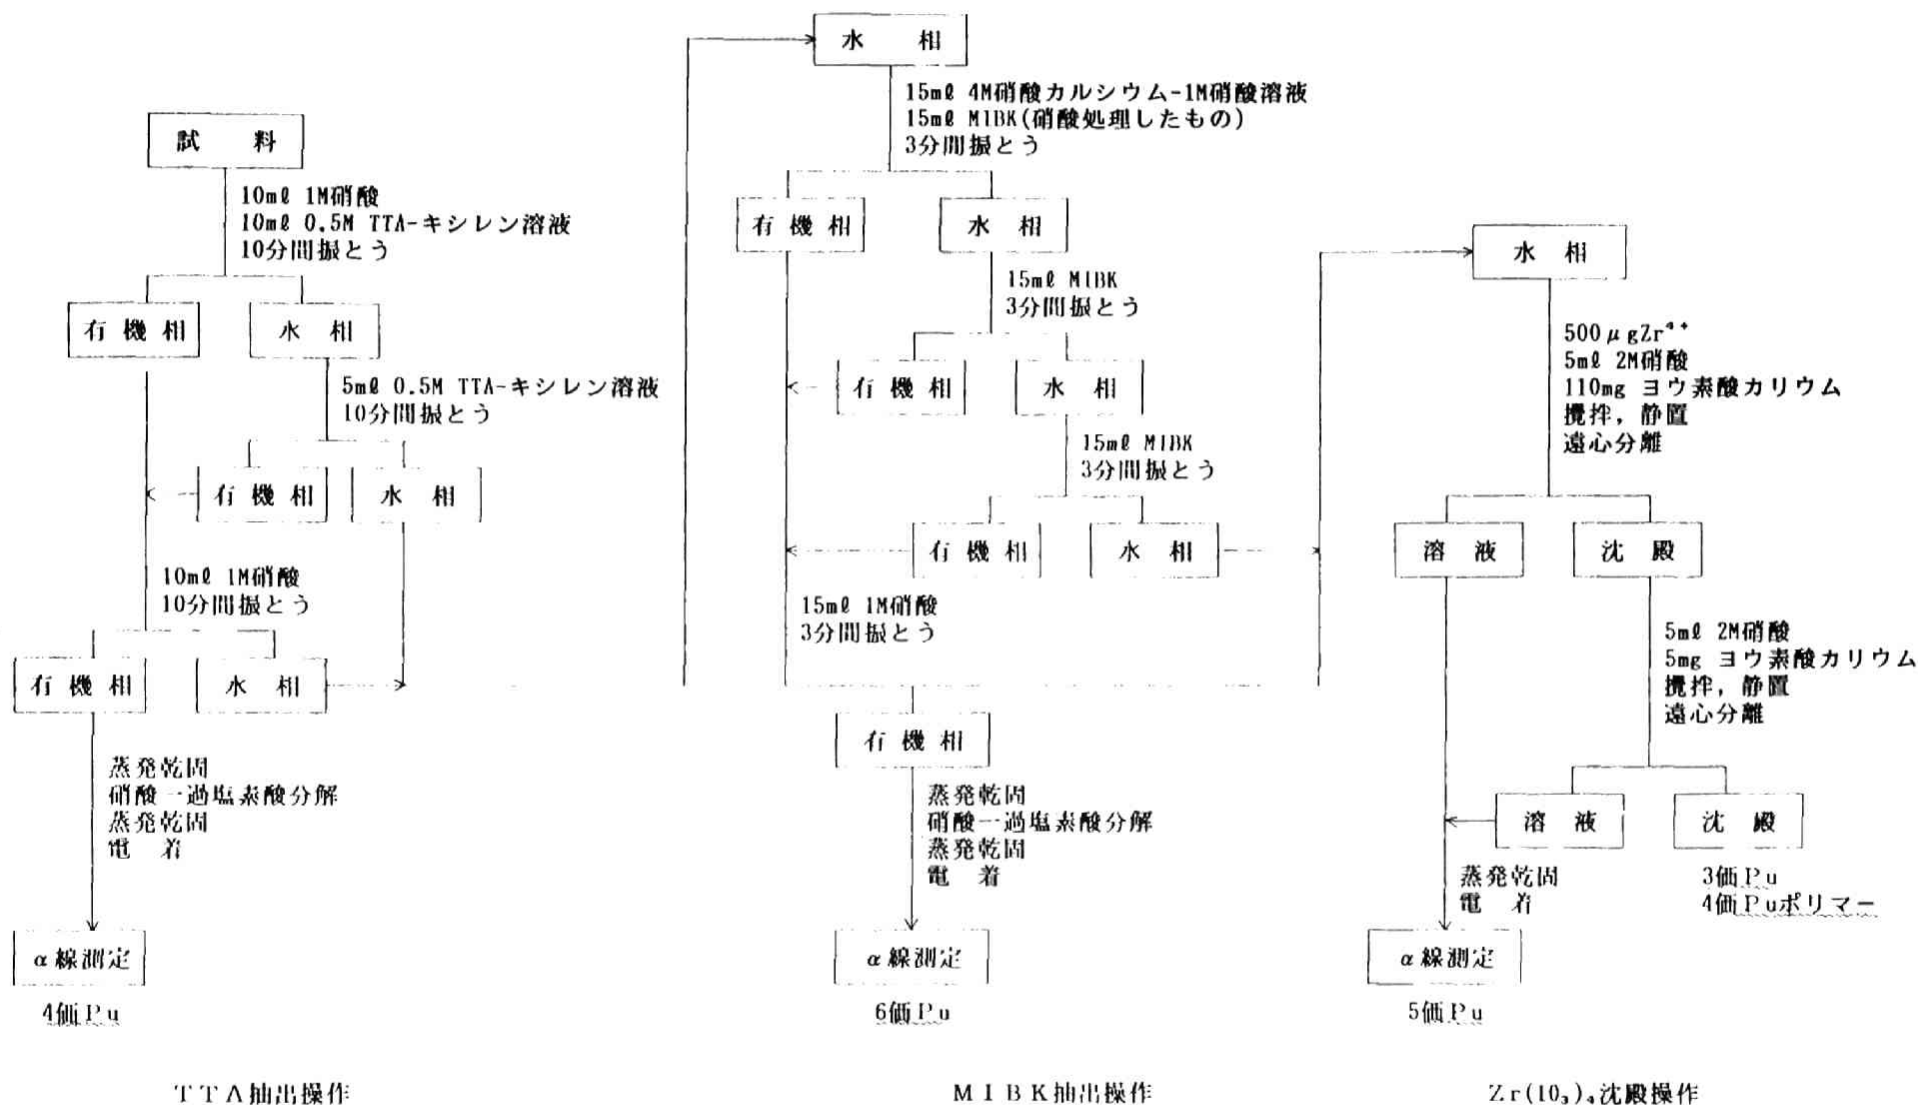 試料
10mℓ 1M硝酸
10mℓ 0.5M TTA-キシレン溶液
10分間振とう
有機相
水相
5mℓ 0.5M TTA-キシレン溶液
10分間振とう
有機相
水相
10mℓ 1M硝酸
10分間振とう
有機相
水相
蒸発乾固
硝酸一過塩素酸分解
蒸発乾固
電着
α線測定
4価Pu
TTA抽出操作
水相
15mℓ 4M硝酸カルシウム-1M硝酸溶液
15mℓ MIBK(硝酸処理したもの)
3分間振とう
有機相
水相
15mℓ MIBK
3分間振とう
有機相
水相
15mℓ MIBK
3分間振とう
有機相
水相
15mℓ 1M硝酸
3分間振とう
有機相
蒸発乾固
硝酸一過塩素酸分解
蒸発乾固
電着
α線測定
6価Pu
MIBK抽出操作
水相
500μgZr⁴⁺
5mℓ 2M硝酸
110mg ヨウ素酸カリウム
攪拌，静置
遠心分離
溶液
沈殿
5mℓ 2M硝酸
5mg ヨウ素酸カリウム
攪拌，静置
遠心分離
溶液
沈殿
蒸発乾固
電着
3価Pu
4価Puポリマー
α線測定
5価Pu
Zr(IO₃)₄沈殿操作